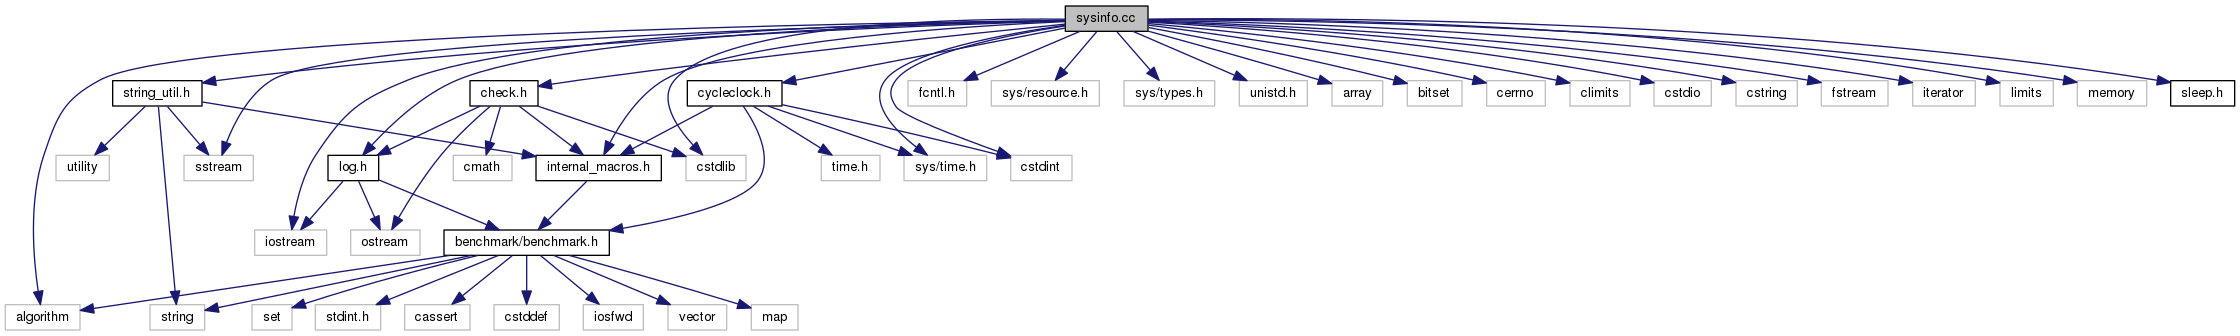 sysinfo.cc
string_util.h
check.h
cycleclock.h
fcntl.h
sys/resource.h
sys/types.h
unistd.h
array
bitset
cerrno
climits
cstdio
cstring
fstream
iterator
limits
memory
sleep.h
utility
sstream
log.h
cmath
internal_macros.h
cstdlib
time.h
sys/time.h
cstdint
iostream
ostream
benchmark/benchmark.h
algorithm
string
set
stdint.h
cassert
cstddef
iosfwd
vector
map